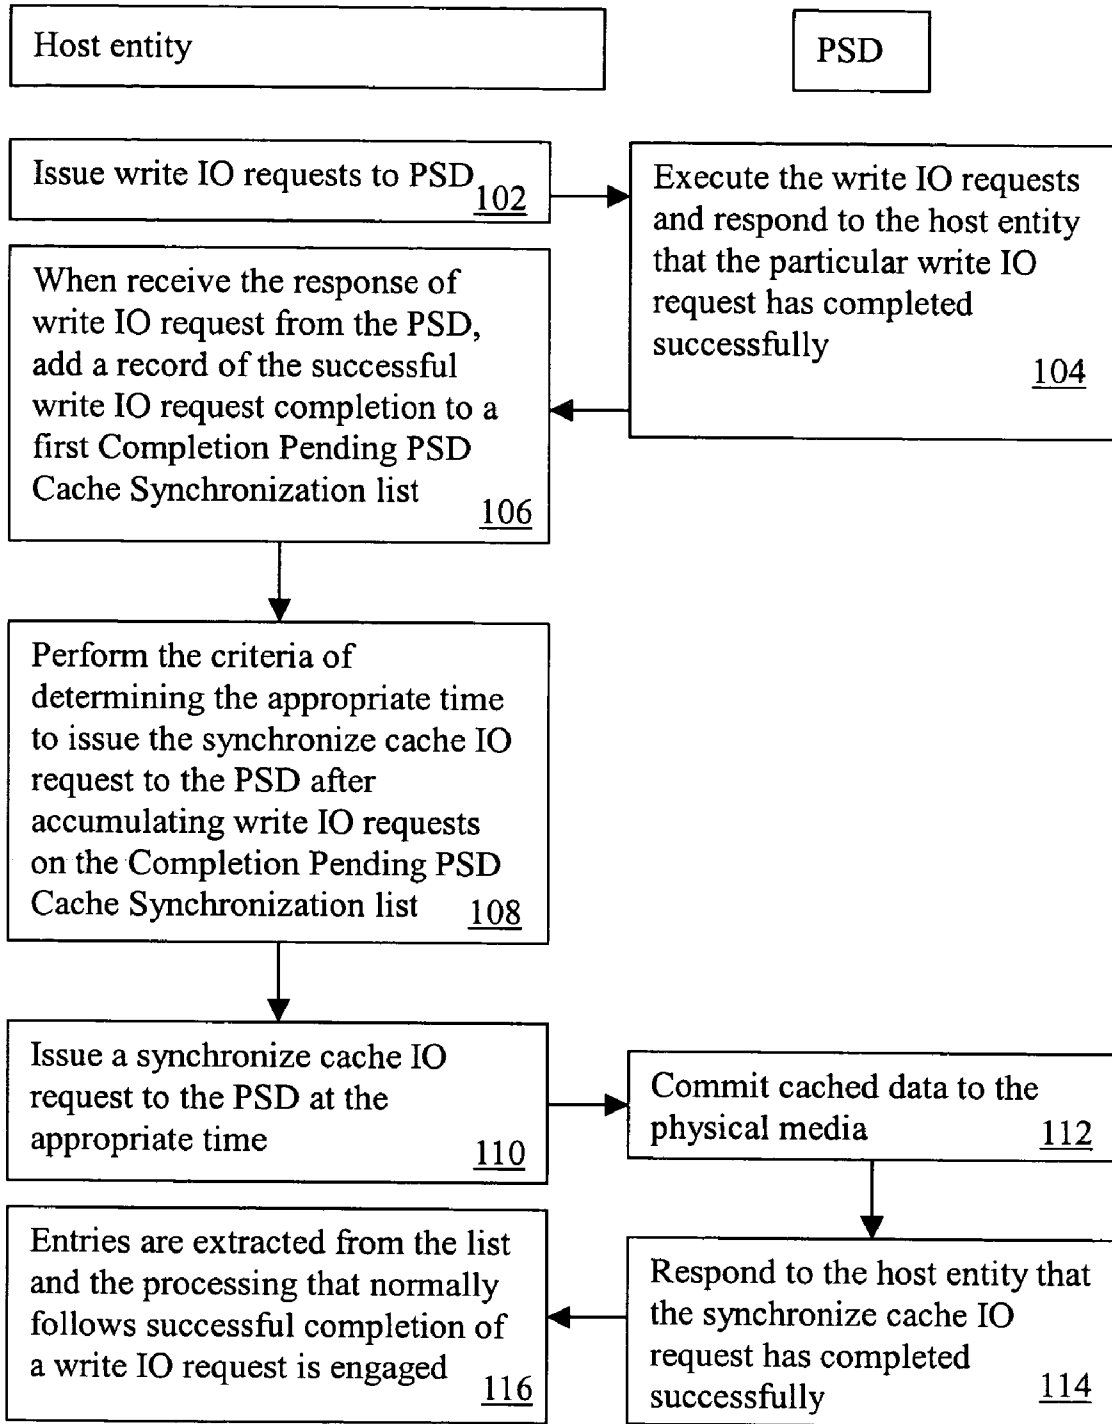 Host entity
PSD
Issue write IO requests to PSD
102
Execute the write IO requests
and respond to the host entity
that the particular write IO
request has completed
successfully
104
When receive the response of
write IO request from the PSD,
add a record of the successful
write IO request completion to a
first Completion Pending PSD
Cache Synchronization list
106
Perform the criteria of
determining the appropriate time
to issue the synchronize cache IO
request to the PSD after
accumulating write IO requests
on the Completion Pending PSD
Cache Synchronization list 108
Issue a synchronize cache IO
request to the PSD at the
appropriate time
110
Commit cached data to the
physical media
112
Respond to the host entity that
the synchronize cache IO
request has completed
successfully
114
Entries are extracted from the list
and the processing that normally
follows successful completion of
a write IO request is engaged
116